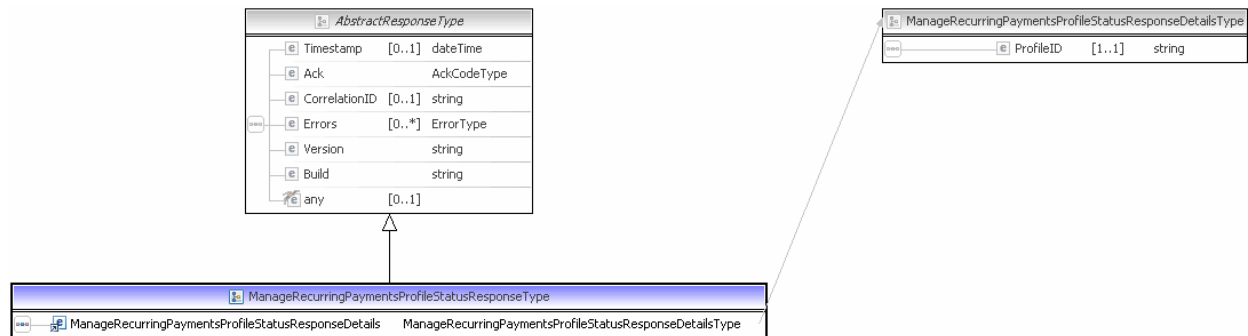 AbstractResponseType
Timestamp [0..1] dateTime
Ack AckCodeType
CorrelationID [0..1] string
Errors [0..*] ErrorType
Version string
Build string
any [0..1]
ManageRecurringPaymentsProfileStatusResponseDetailsType
ProfileID [1..1] string
ManageRecurringPaymentsProfileStatusResponseType
ManageRecurringPaymentsProfileStatusResponseDetails ManageRecurringPaymentsProfileStatusResponseDetailsType